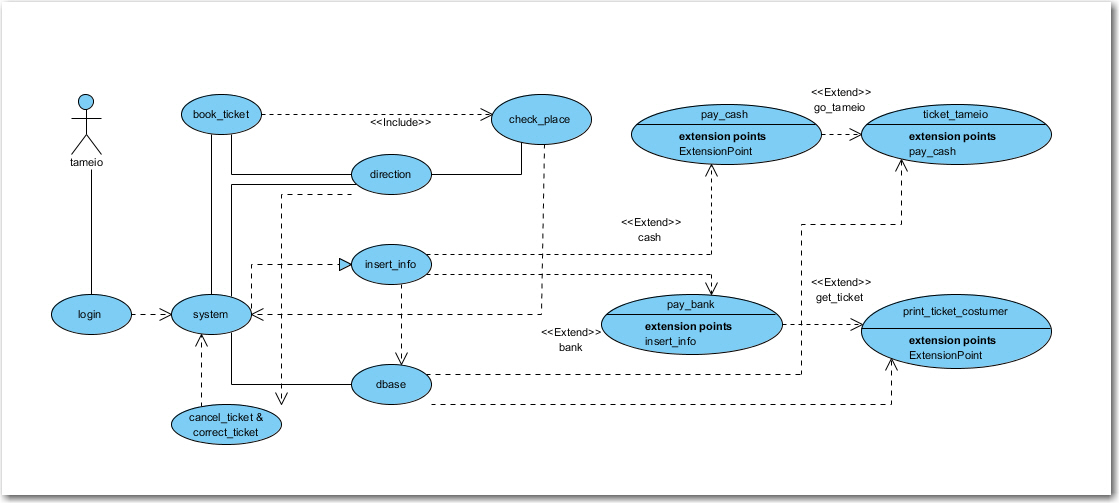 tameio
login
system
book_ticket
<<Include>>
check_place
direction
insert_info
dbase
cancel_ticket &
correct_ticket
<<Extend>>
cash
<<Extend>>
bank
pay_cash
extension points
ExtensionPoint
<<Extend>>
go_tameio
ticket_tameio
extension points
pay_cash
pay_bank
extension points
insert_info
<<Extend>>
get_ticket
print_ticket_costumer
extension points
ExtensionPoint